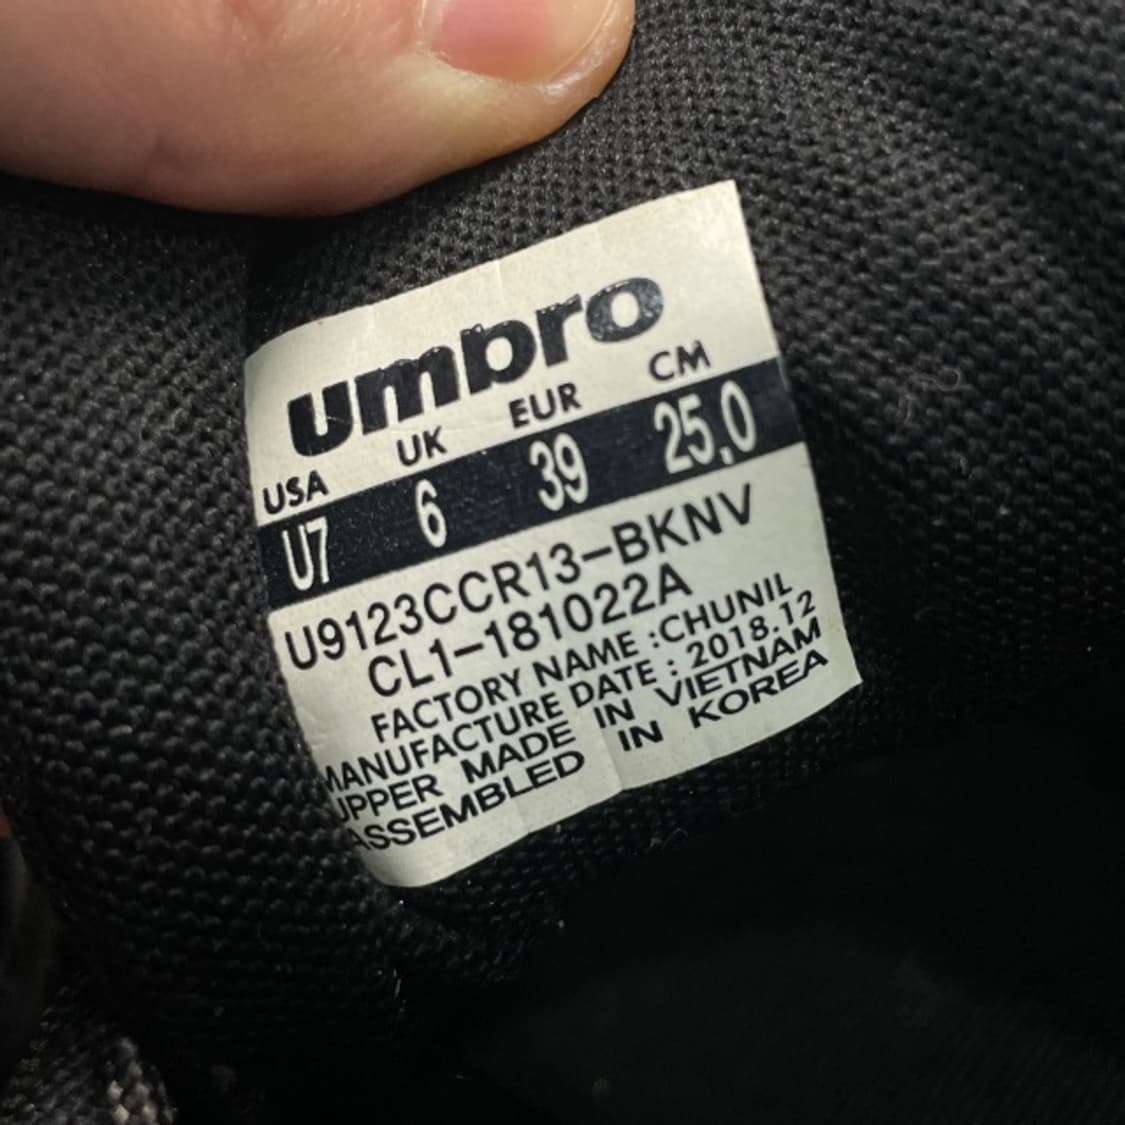 umbro
USA UK EUR CM
U7 6 39 25,0
U9123CCR13-BKNV
CL1-181022A
FACTORY NAME :CHUNIL
MANUFACTURE DATE : 2018.12
UPPER MADE IN VIETNAM
ASSEMBLED IN KOREA